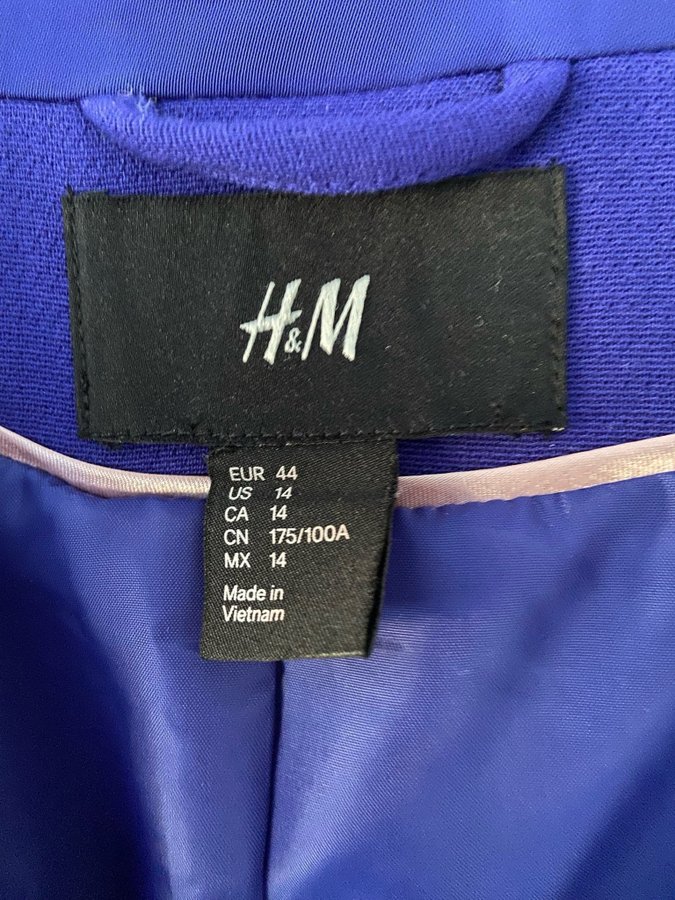 H&M
EUR 44
US 14
CA 14
CN 175/100A
MX 14
Made in
Vietnam